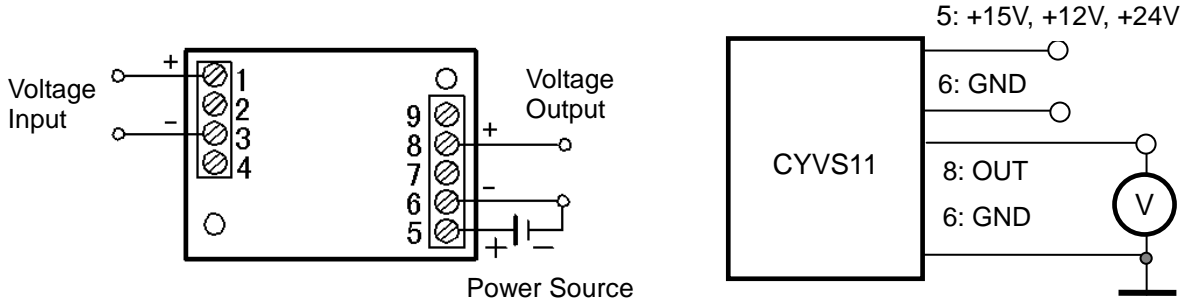 Voltage
Input
+
−
1
2
3
4
9
8
7
6
5
+
−
+
−
Voltage
Output
Power Source
CYVS11
5: +15V, +12V, +24V
6: GND
8: OUT
6: GND
V